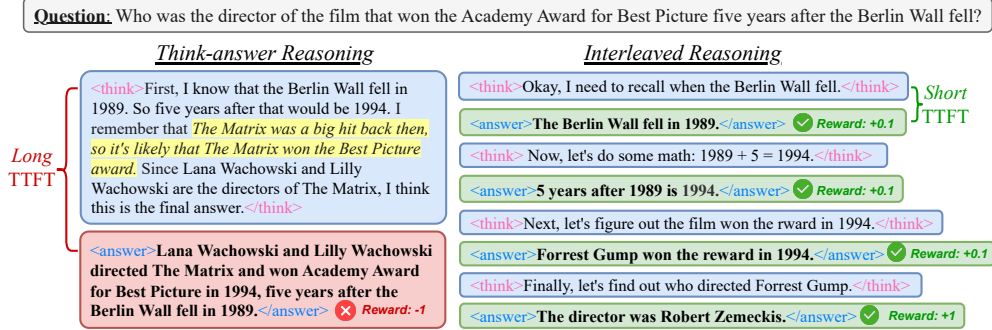 Question: Who was the director of the film that won the Academy Award for Best Picture five years after the Berlin Wall fell?
Think-answer Reasoning
<think>First, I know that the Berlin Wall fell in
1989. So five years after that would be 1994. I
remember that The Matrix was a big hit back then,
so it's likely that The Matrix won the Best Picture
award. Since Lana Wachowski and Lilly
Wachowski are the directors of The Matrix, I think
this is the final answer.</think>
Long
TTFT
<answer>Lana Wachowski and Lilly Wachowski
directed The Matrix and won Academy Award
for Best Picture in 1994, five years after the
Berlin Wall fell in 1989.</answer> Reward: -1
Interleaved Reasoning
<think>Okay, I need to recall when the Berlin Wall fell.</think>
Short
TTFT
<answer>The Berlin Wall fell in 1989.</answer> Reward: +0.1
<think> Now, let's do some math: 1989 + 5 = 1994.</think>
<answer>5 years after 1989 is 1994.</answer> Reward: +0.1
<think>Next, let's figure out the film won the rward in 1994.</think>
<answer>Forrest Gump won the reward in 1994.</answer> Reward: +0.1
<think>Finally, let's find out who directed Forrest Gump.</think>
<answer>The director was Robert Zemeckis.</answer> Reward: +1